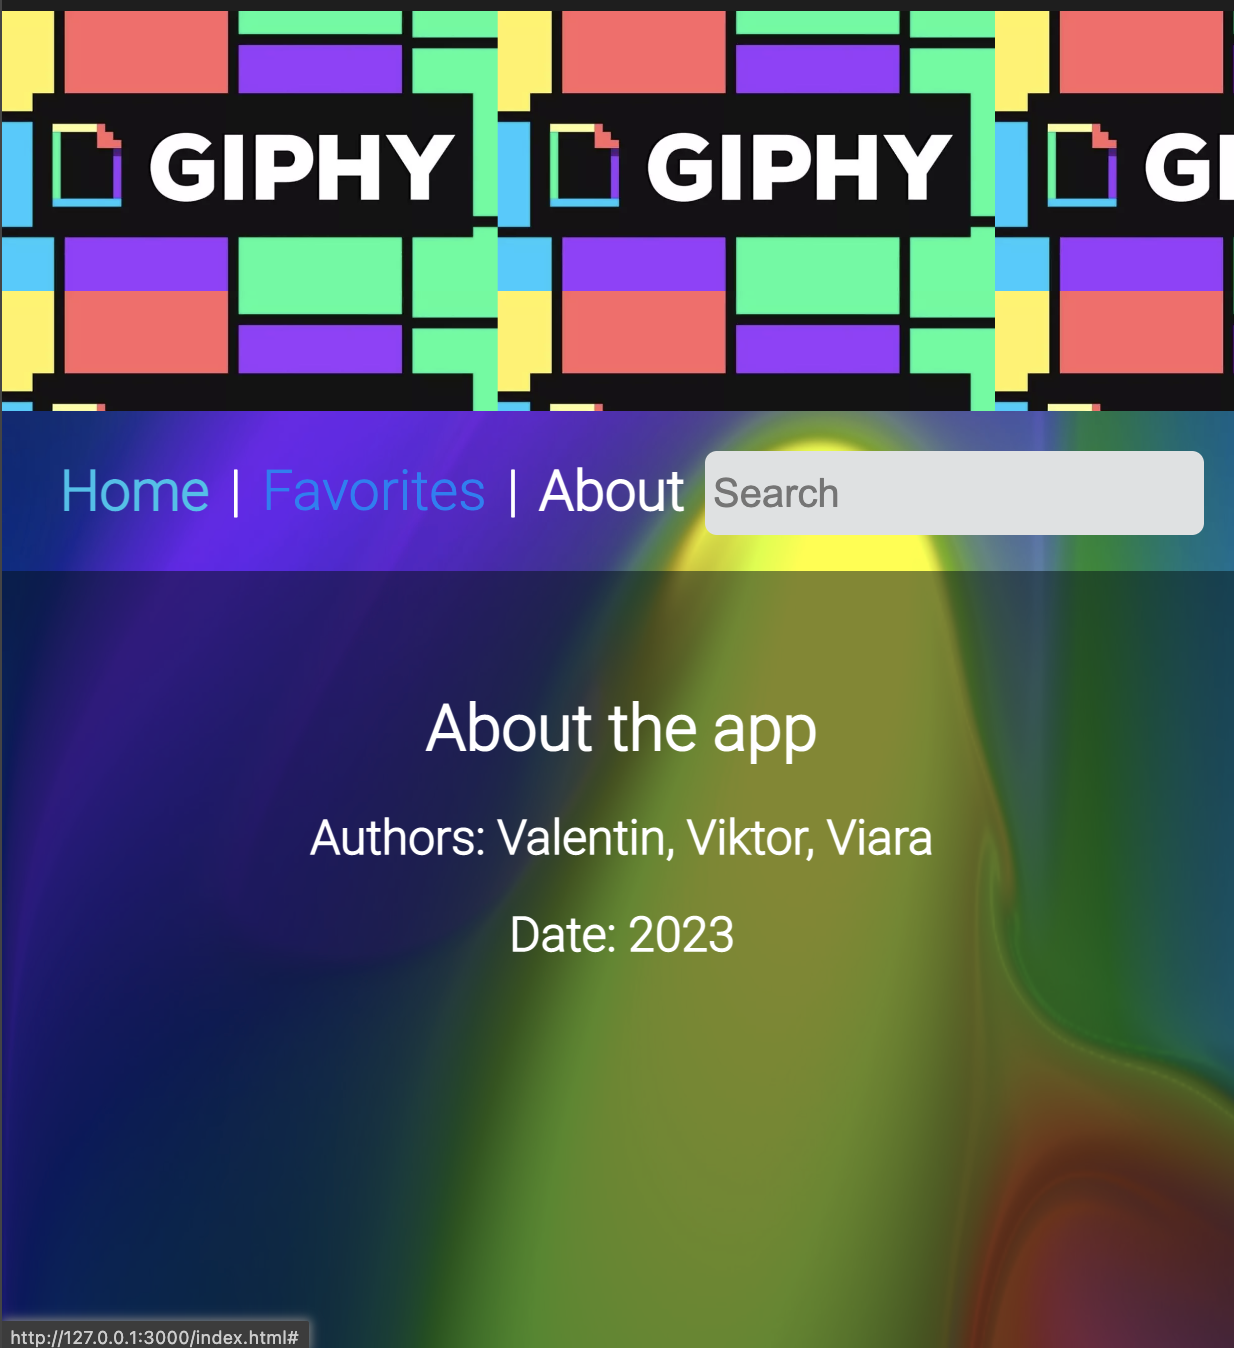 GIPHY GIPHY GI
Home | Favorites | About Search
About the app
Authors: Valentin, Viktor, Viara
Date: 2023
http://127.0.0.1:3000/index.html#